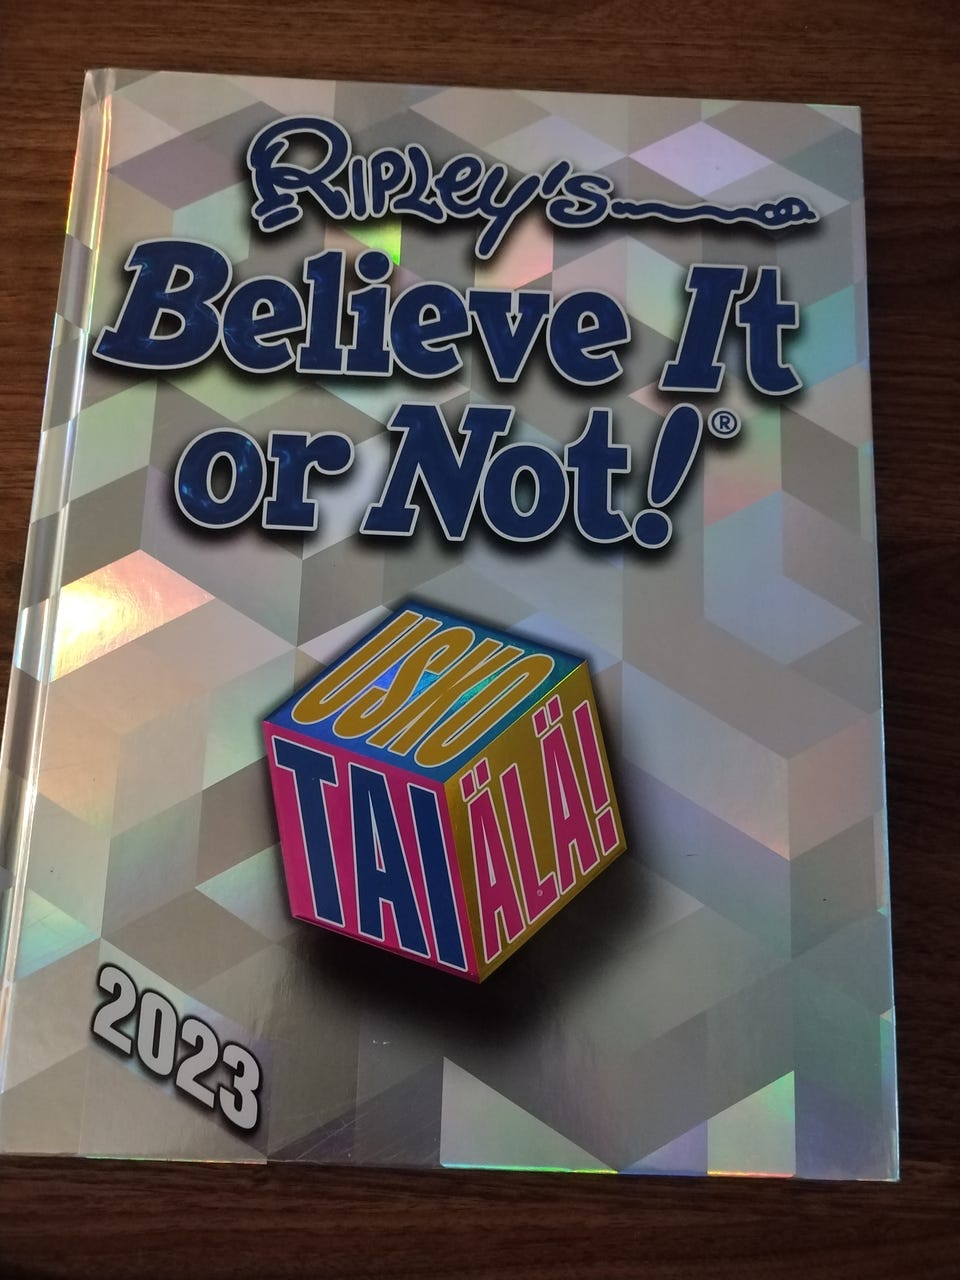 Ripley's
Believe It
or Not!®
USKO
TAI
ÄLÄ!
2023